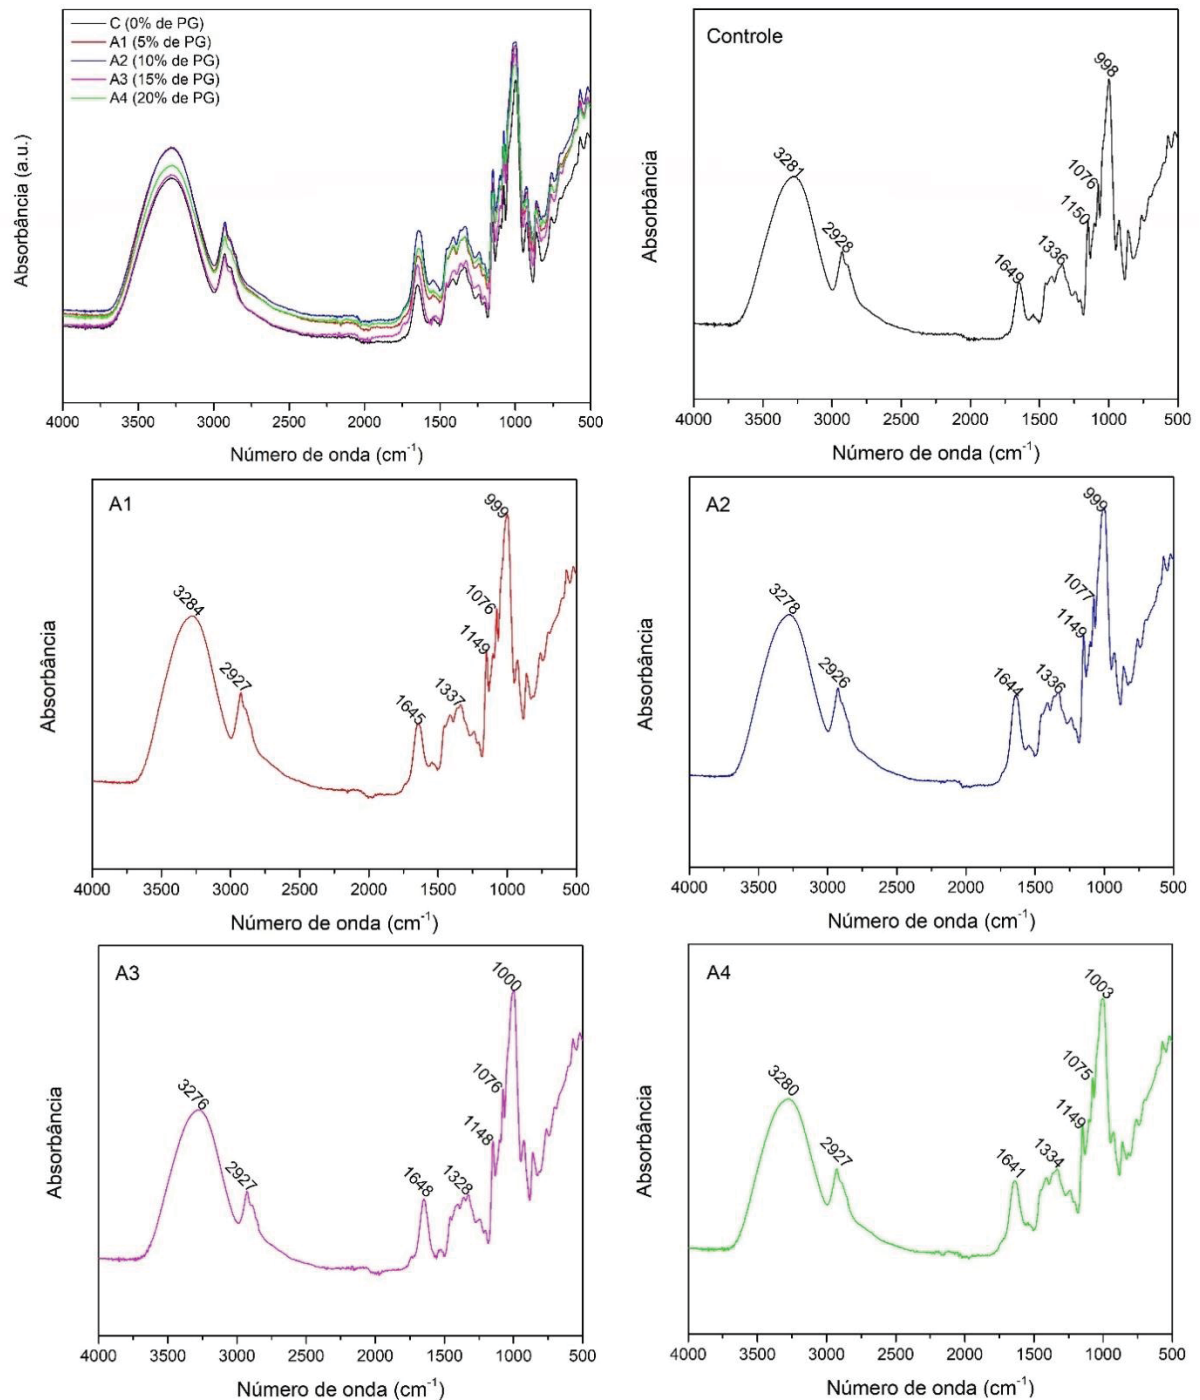 C (0% de PG)
A1 (5% de PG)
A2 (10% de PG)
A3 (15% de PG)
A4 (20% de PG)
Absorbância (a.u.)
4000 3500 3000 2500 2000 1500 1000 500
Número de onda (cm⁻¹)
Controle
Absorbância
3281
2928
1649
1336
1150
1076
998
4000 3500 3000 2500 2000 1500 1000 500
Número de onda (cm⁻¹)
A1
Absorbância
3284
2927
1645
1337
1149
1076
999
4000 3500 3000 2500 2000 1500 1000 500
Número de onda (cm⁻¹)
A2
Absorbância
3278
2926
1644
1336
1149
1077
999
4000 3500 3000 2500 2000 1500 1000 500
Número de onda (cm⁻¹)
A3
Absorbância
3276
2927
1648
1328
1148
1076
1000
4000 3500 3000 2500 2000 1500 1000 500
Número de onda (cm⁻¹)
A4
Absorbância
3280
2927
1641
1334
1149
1075
1003
4000 3500 3000 2500 2000 1500 1000 500
Número de onda (cm⁻¹)